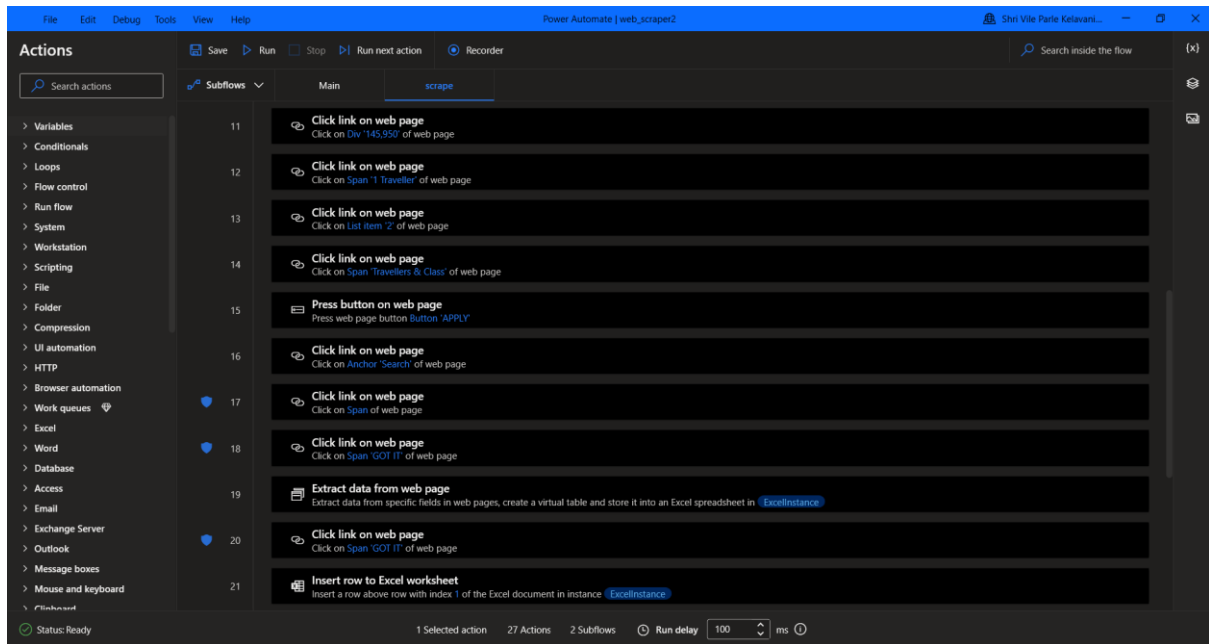 File Edit Debug Tools View Help Power Automate | web_scraper2 Shri Vile Parle Kelavani...
Actions
Save Run Stop Run next action Recorder Search inside the flow {x}
Search actions
Subflows Main scrape
Variables
Conditionals
Loops
Flow control
Run flow
System
Workstation
Scripting
File
Folder
Compression
UI automation
HTTP
Browser automation
Work queues
Excel
Word
Database
Access
Email
Exchange Server
Outlook
Message boxes
Mouse and keyboard
Clipboard
11 Click link on web page
Click on Div '145,950' of web page
12 Click link on web page
Click on Span '1 Traveller' of web page
13 Click link on web page
Click on List item '2' of web page
14 Click link on web page
Click on Span 'Travellers & Class' of web page
15 Press button on web page
Press web page button Button 'APPLY'
16 Click link on web page
Click on Anchor 'Search' of web page
17 Click link on web page
Click on Span of web page
18 Click link on web page
Click on Span 'GOT IT' of web page
19 Extract data from web page
Extract data from specific fields in web pages, create a virtual table and store it into an Excel spreadsheet in ExcelInstance
20 Click link on web page
Click on Span 'GOT IT' of web page
21 Insert row to Excel worksheet
Insert a row above row with index 1 of the Excel document in instance ExcelInstance
Status: Ready 1 Selected action 27 Actions 2 Subflows Run delay 100 ms